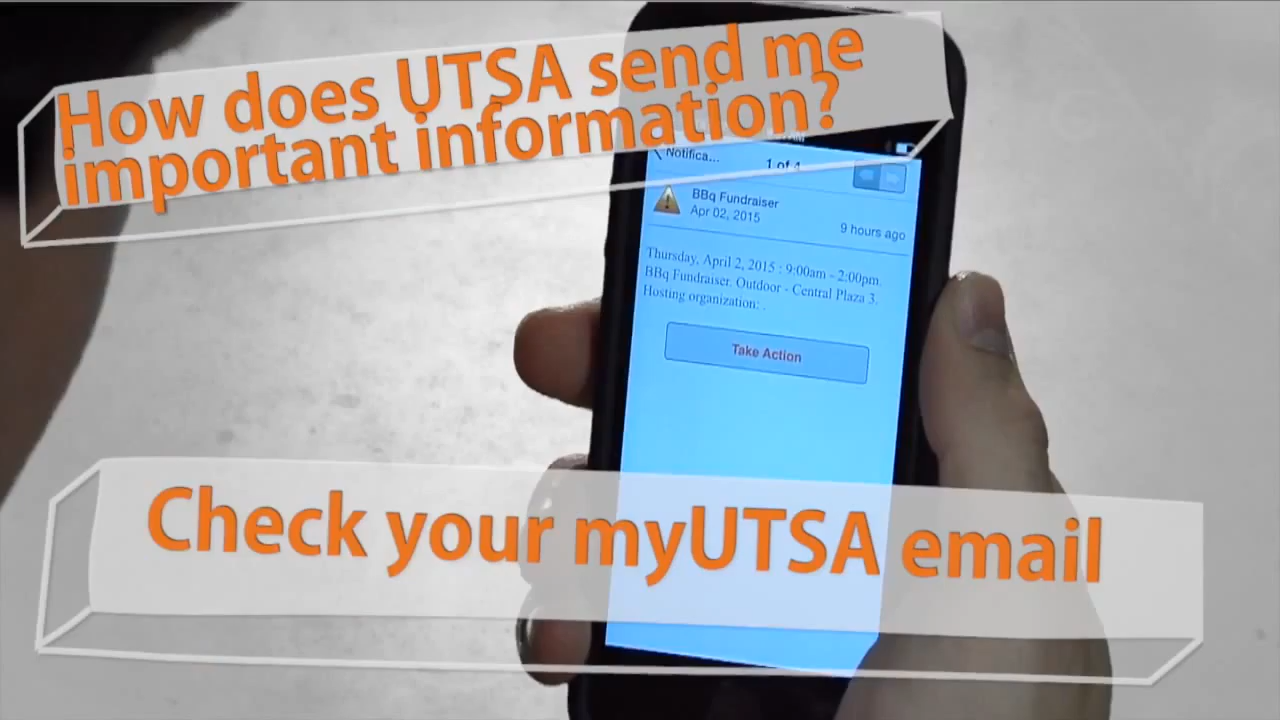 How does UTSA send me
important information?
Notifica...
1 of 4
BBq Fundraiser
Apr 02, 2015
9 hours ago
Thursday, April 2, 2015 : 9:00am - 2:00pm.
BBq Fundraiser. Outdoor - Central Plaza 3.
Hosting organization: .
Take Action
Check your myUTSA email